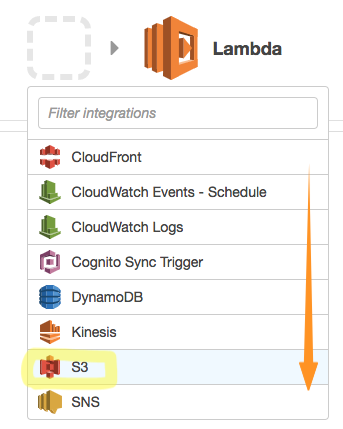 Lambda
Filter integrations
CloudFront
CloudWatch Events - Schedule
CloudWatch Logs
Cognito Sync Trigger
DynamoDB
Kinesis
S3
SNS